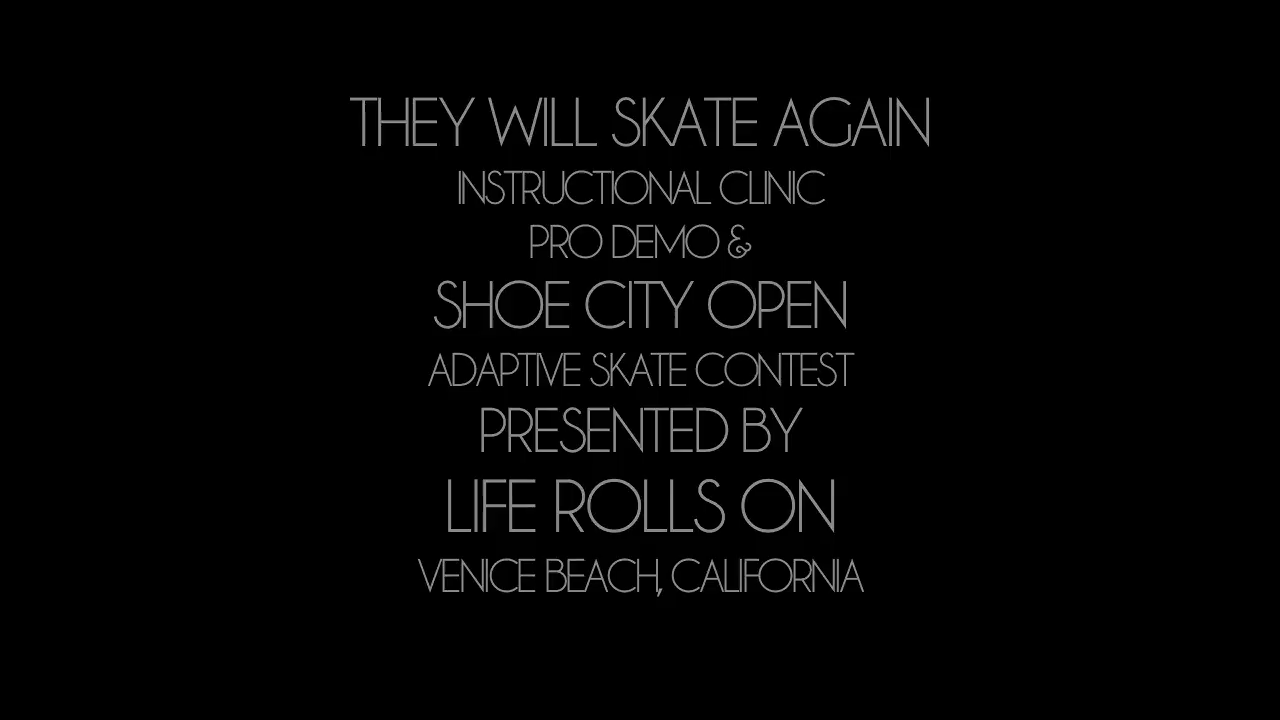 THEY WILL SKATE AGAIN
INSTRUCTIONAL CLINIC
PRO DEMO &
SHOE CITY OPEN
ADAPTIVE SKATE CONTEST
PRESENTED BY
LIFE ROLLS ON
VENICE BEACH, CALIFORNIA